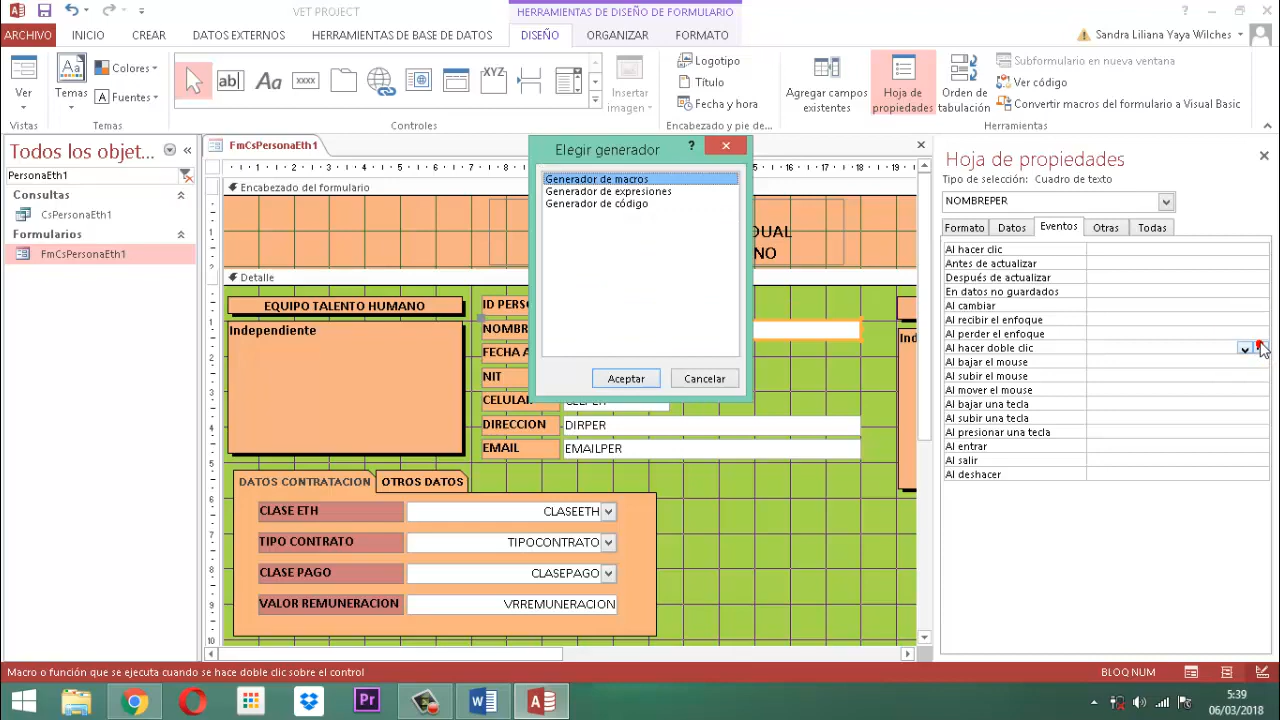 VET PROJECT
HERRAMIENTAS DE DISEÑO DE FORMULARIO
ARCHIVO INICIO CREAR DATOS EXTERNOS HERRAMIENTAS DE BASE DE DATOS DISEÑO ORGANIZAR FORMATO
Sandra Liliana Yaya Wilches
Ver
Vistas
Aa
Temas
Colores
Fuentes
Temas
ab|
Aa
xxxx
XYZ
Controles
Insertar imagen
Logotipo
Título
Fecha y hora
Encabezado y pie de...
Agregar campos existentes
Hoja de propiedades
Orden de tabulación
Subformulario en nueva ventana
Ver código
Convertir macros del formulario a Visual Basic
Herramientas
Todos los objet...
PersonaEth1
Consultas
CsPersonaEth1
Formularios
FmCsPersonaEth1
FmCsPersonaEth1
Encabezado del formulario
DUAL
NO
Detalle
EQUIPO TALENTO HUMANO
Independiente
ID PERS
NOMBR
FECHA A
NIT
CELULAR
CELPER
DIRECCION DIRPER
EMAIL EMAILPER
Ind
DATOS CONTRATACION OTROS DATOS
CLASE ETH CLASEETH
TIPO CONTRATO TIPOCONTRATO
CLASE PAGO CLASEPAGO
VALOR REMUNERACION VRREMUNERACION
Elegir generador
Generador de macros
Generador de expresiones
Generador de código
Aceptar Cancelar
Hoja de propiedades
Tipo de selección: Cuadro de texto
NOMBREPER
Formato Datos Eventos Otras Todas
Al hacer clic
Antes de actualizar
Después de actualizar
En datos no guardados
Al cambiar
Al recibir el enfoque
Al perder el enfoque
Al hacer doble clic
Al bajar el mouse
Al subir el mouse
Al mover el mouse
Al bajar una tecla
Al subir una tecla
Al presionar una tecla
Al entrar
Al salir
Al deshacer
Macro o función que se ejecuta cuando se hace doble clic sobre el control
BLOQ NUM
Pr
5:39
06/03/2018